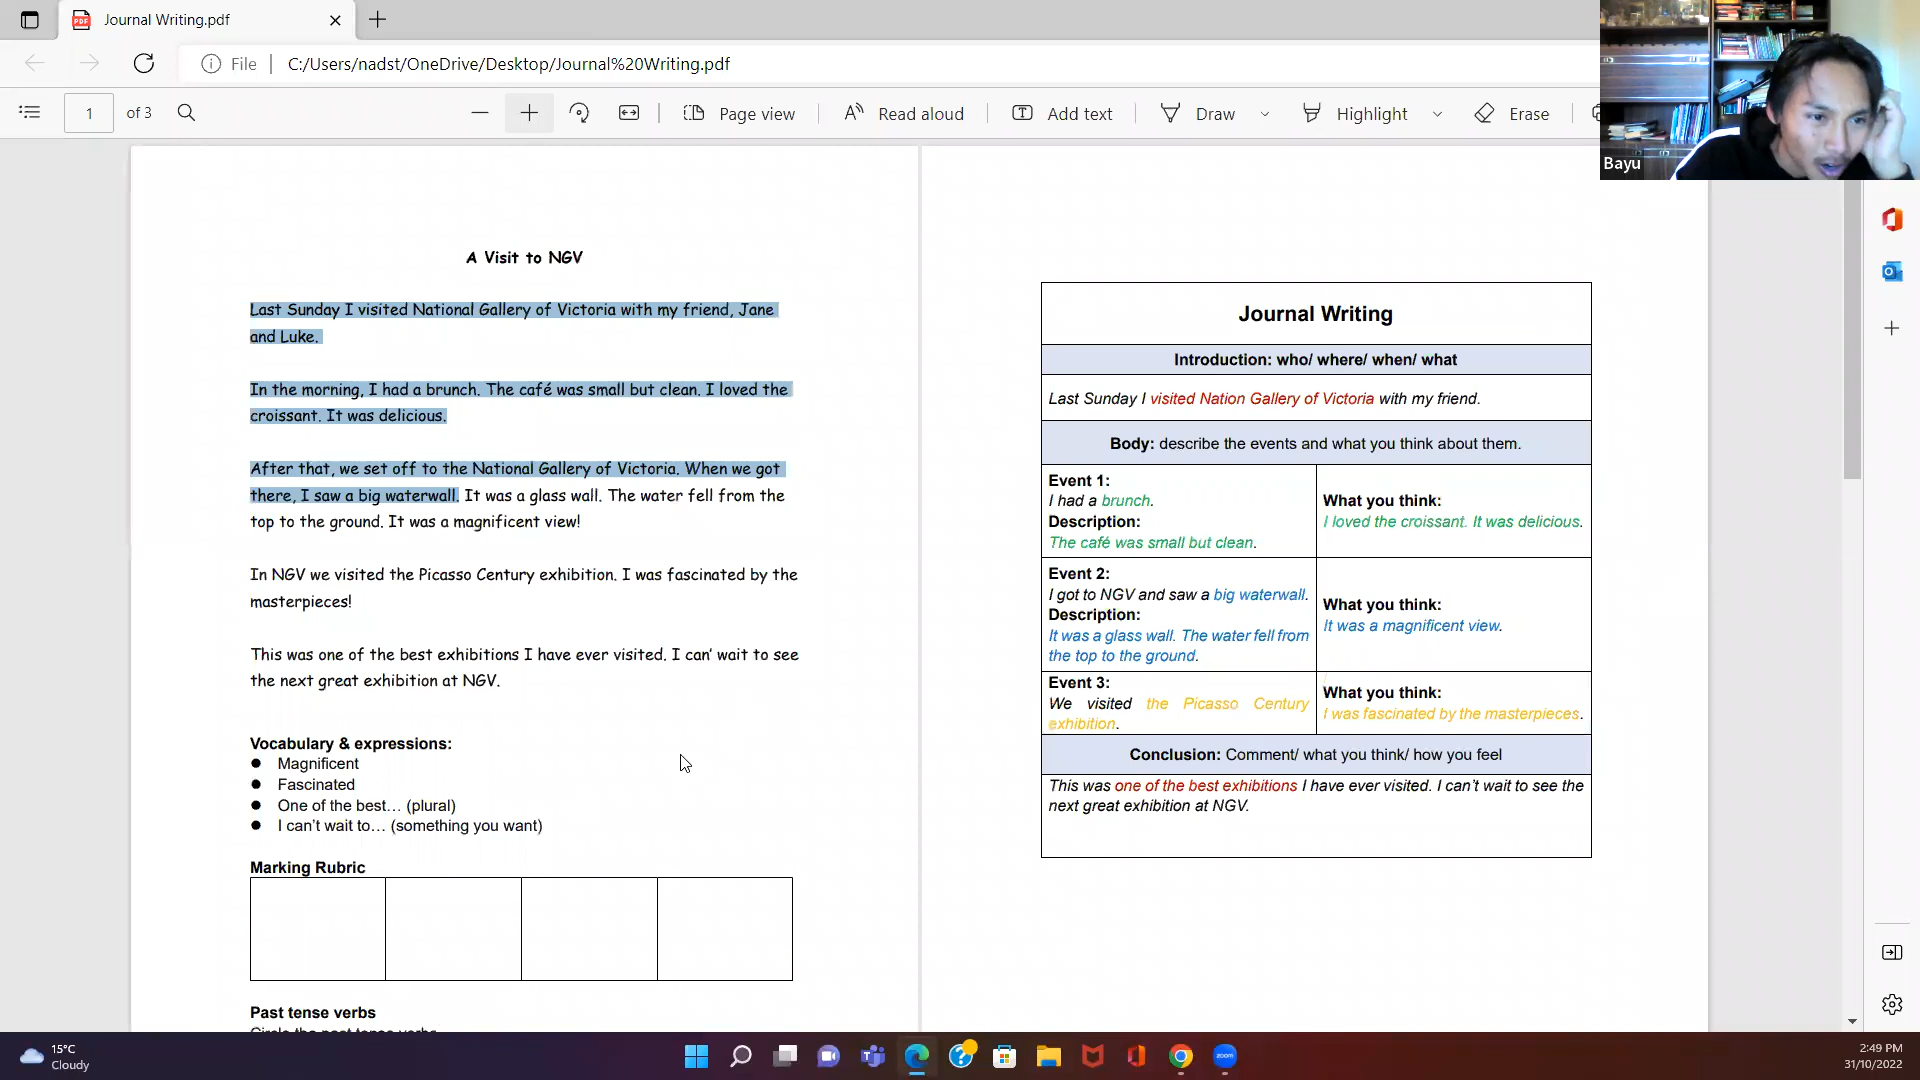 Journal Writing.pdf
File
C:/Users/nadst/OneDrive/Desktop/Journal%20Writing.pdf
1 of 3
Page view
Read aloud
Add text
Draw
Highlight
Erase
Bayu
A Visit to NGV
Last Sunday I visited National Gallery of Victoria with my friend, Jane
and Luke.
In the morning, I had a brunch. The café was small but clean. I loved the
croissant. It was delicious.
After that, we set off to the National Gallery of Victoria. When we got
there, I saw a big waterwall. It was a glass wall. The water fell from the
top to the ground. It was a magnificent view!
In NGV we visited the Picasso Century exhibition. I was fascinated by the
masterpieces!
This was one of the best exhibitions I have ever visited. I can' wait to see
the next great exhibition at NGV.
Vocabulary & expressions:
● Magnificent
● Fascinated
● One of the best… (plural)
● I can't wait to… (something you want)
Marking Rubric
Past tense verbs
Circle the past tense verbs
Journal Writing
Introduction: who/ where/ when/ what
Last Sunday I visited Nation Gallery of Victoria with my friend.
Body: describe the events and what you think about them.
Event 1:
I had a brunch.
Description:
The café was small but clean.
What you think:
I loved the croissant. It was delicious.
Event 2:
I got to NGV and saw a big waterwall.
Description:
It was a glass wall. The water fell from
the top to the ground.
What you think:
It was a magnificent view.
Event 3:
We visited the Picasso Century
exhibition.
What you think:
I was fascinated by the masterpieces.
Conclusion: Comment/ what you think/ how you feel
This was one of the best exhibitions I have ever visited. I can't wait to see the
next great exhibition at NGV.
15°C
Cloudy
zoom
2:49 PM
31/10/2022